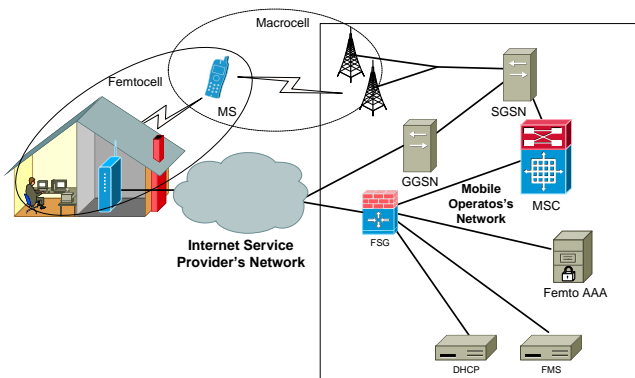 Macrocell
Femtocell
MS
SGSN
GGSN
MSC
Mobile
Operatos's
Network
FSG
Internet Service
Provider's Network
Femto AAA
DHCP
FMS